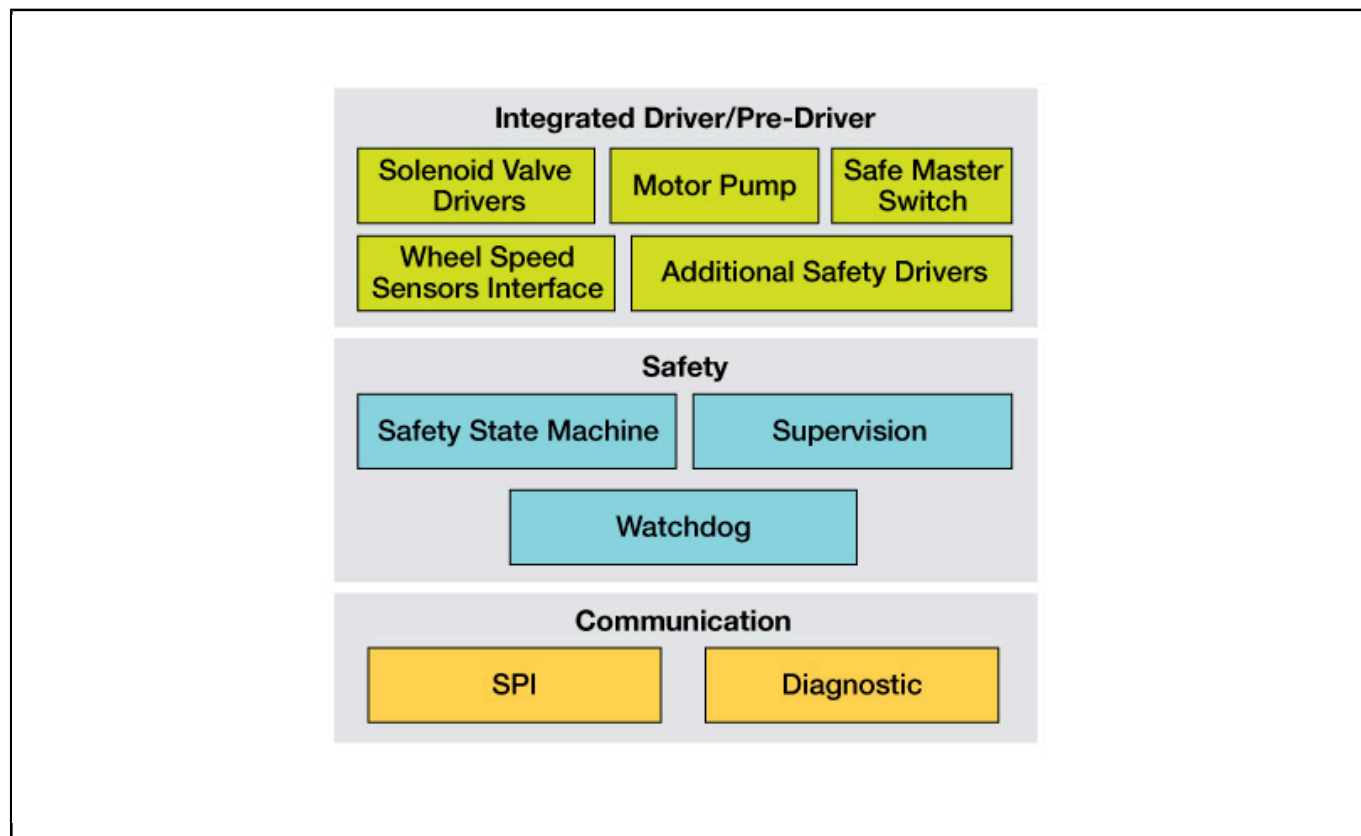 Integrated Driver/Pre-Driver
Solenoid Valve
Drivers
Motor Pump
Safe Master
Switch
Wheel Speed
Sensors Interface
Additional Safety Drivers
Safety
Safety State Machine
Supervision
Watchdog
Communication
SPI
Diagnostic